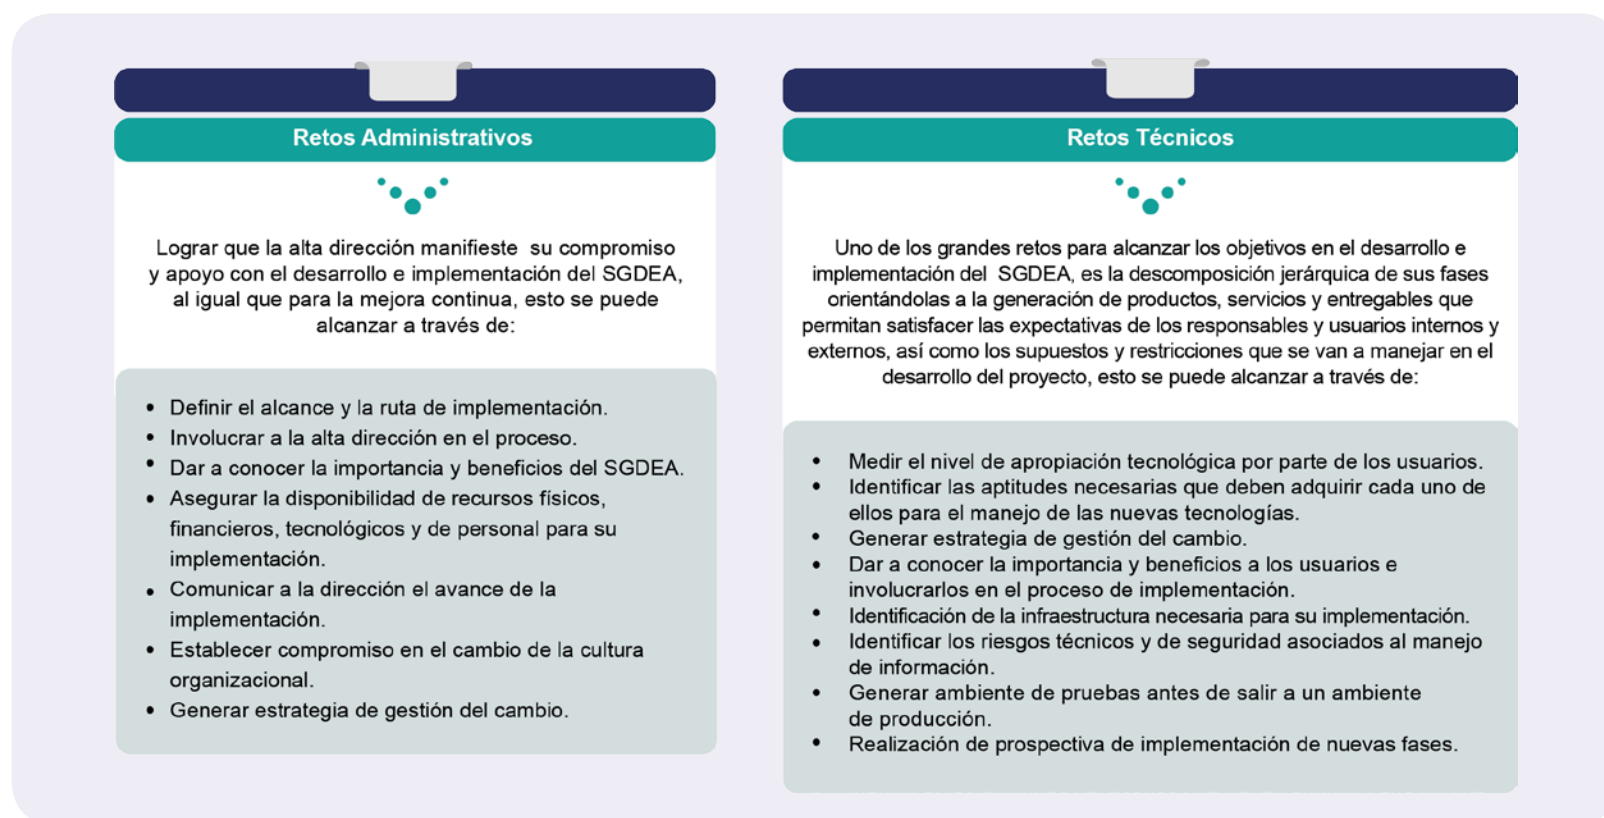 Retos Administrativos
Lograr que la alta dirección manifieste su compromiso
y apoyo con el desarrollo e implementación del SGDEA,
al igual que para la mejora continua, esto se puede
alcanzar a través de:
• Definir el alcance y la ruta de implementación.
• Involucrar a la alta dirección en el proceso.
• Dar a conocer la importancia y beneficios del SGDEA.
• Asegurar la disponibilidad de recursos físicos,
financieros, tecnológicos y de personal para su
implementación.
• Comunicar a la dirección el avance de la
implementación.
• Establecer compromiso en el cambio de la cultura
organizacional.
• Generar estrategia de gestión del cambio.
Retos Técnicos
Uno de los grandes retos para alcanzar los objetivos en el desarrollo e
implementación del SGDEA, es la descomposición jerárquica de sus fases
orientándolas a la generación de productos, servicios y entregables que
permitan satisfacer las expectativas de los responsables y usuarios internos y
externos, así como los supuestos y restricciones que se van a manejar en el
desarrollo del proyecto, esto se puede alcanzar a través de:
• Medir el nivel de apropiación tecnológica por parte de los usuarios.
• Identificar las aptitudes necesarias que deben adquirir cada uno de
ellos para el manejo de las nuevas tecnologías.
• Generar estrategia de gestión del cambio.
• Dar a conocer la importancia y beneficios a los usuarios e
involucrarlos en el proceso de implementación.
• Identificación de la infraestructura necesaria para su implementación.
• Identificar los riesgos técnicos y de seguridad asociados al manejo
de información.
• Generar ambiente de pruebas antes de salir a un ambiente
de producción.
• Realización de prospectiva de implementación de nuevas fases.